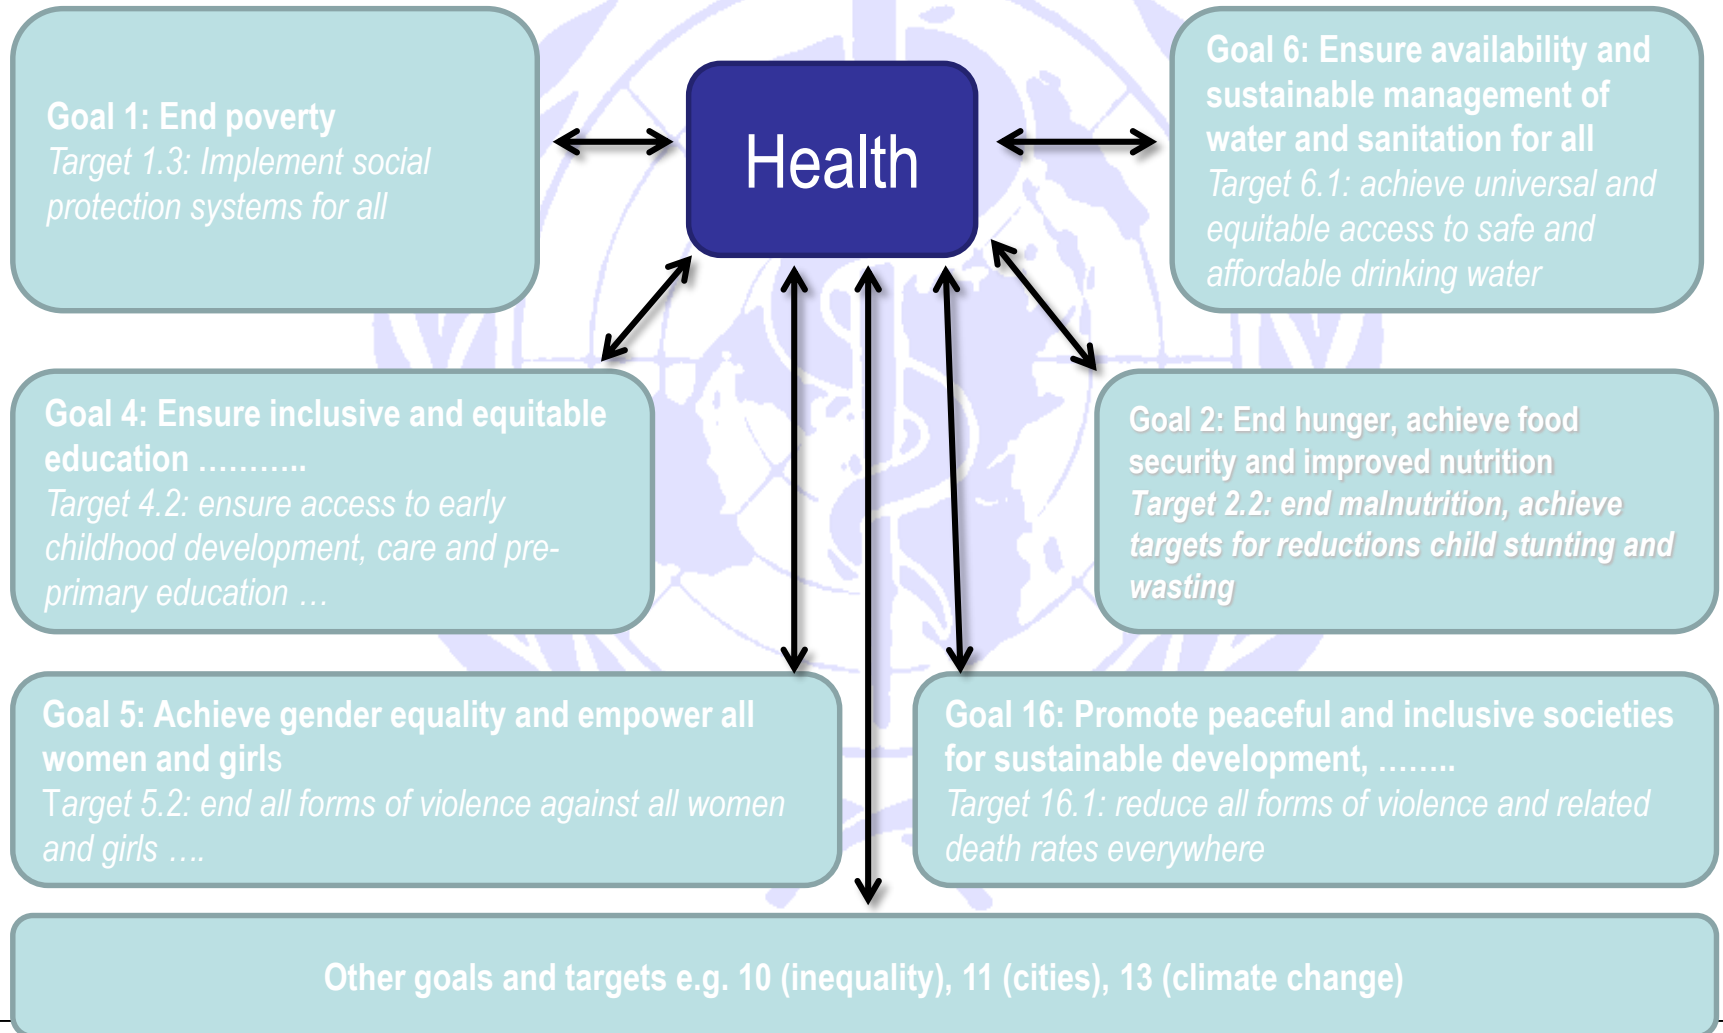 Goal 1: End poverty
Target 1.3: Implement social
protection systems for all
Health
Goal 6: Ensure availability and
sustainable management of
water and sanitation for all
Target 6.1: achieve universal and
equitable access to safe and
affordable drinking water
Goal 4: Ensure inclusive and equitable
education ………..
Target 4.2: ensure access to early
childhood development, care and pre-
primary education …
Goal 2: End hunger, achieve food
security and improved nutrition
Target 2.2: end malnutrition, achieve
targets for reductions child stunting and
wasting
Goal 5: Achieve gender equality and empower all
women and girls
Target 5.2: end all forms of violence against all women
and girls ….
Goal 16: Promote peaceful and inclusive societies
for sustainable development, ……..
Target 16.1: reduce all forms of violence and related
death rates everywhere
Other goals and targets e.g. 10 (inequality), 11 (cities), 13 (climate change)